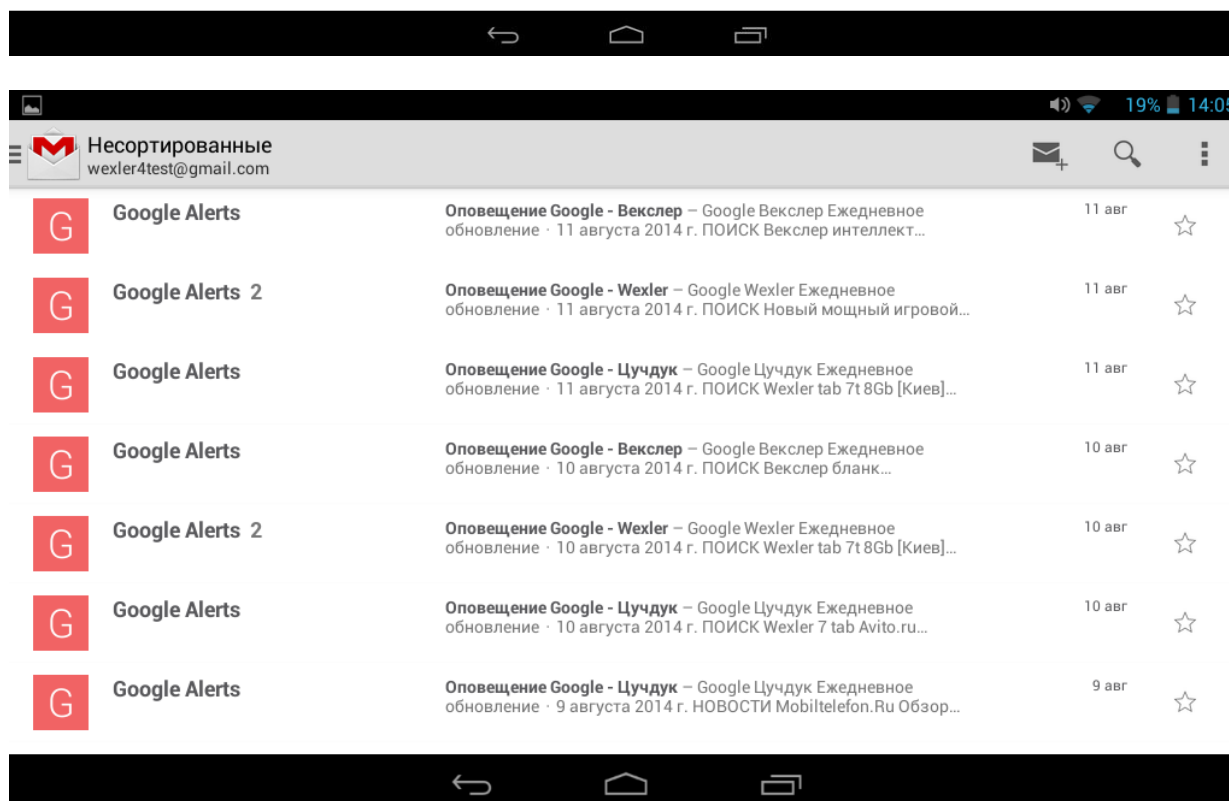 19% 14:05
Несортированные
wexler4test@gmail.com
G Google Alerts Оповещение Google - Векслер – Google Векслер Ежедневное 11 авг
обновление · 11 августа 2014 г. ПОИСК Векслер интеллект...
G Google Alerts 2 Оповещение Google - Wexler – Google Wexler Ежедневное 11 авг
обновление · 11 августа 2014 г. ПОИСК Новый мощный игровой...
G Google Alerts Оповещение Google - Цучдук – Google Цучдук Ежедневное 11 авг
обновление · 11 августа 2014 г. ПОИСК Wexler tab 7t 8Gb [Киев]...
G Google Alerts Оповещение Google - Векслер – Google Векслер Ежедневное 10 авг
обновление · 10 августа 2014 г. ПОИСК Векслер бланк...
G Google Alerts 2 Оповещение Google - Wexler – Google Wexler Ежедневное 10 авг
обновление · 10 августа 2014 г. ПОИСК Wexler tab 7t 8Gb [Киев]...
G Google Alerts Оповещение Google - Цучдук – Google Цучдук Ежедневное 10 авг
обновление · 10 августа 2014 г. ПОИСК Wexler 7 tab Avito.ru...
G Google Alerts Оповещение Google - Цучдук – Google Цучдук Ежедневное 9 авг
обновление · 9 августа 2014 г. НОВОСТИ Mobiltelefon.Ru Обзор...